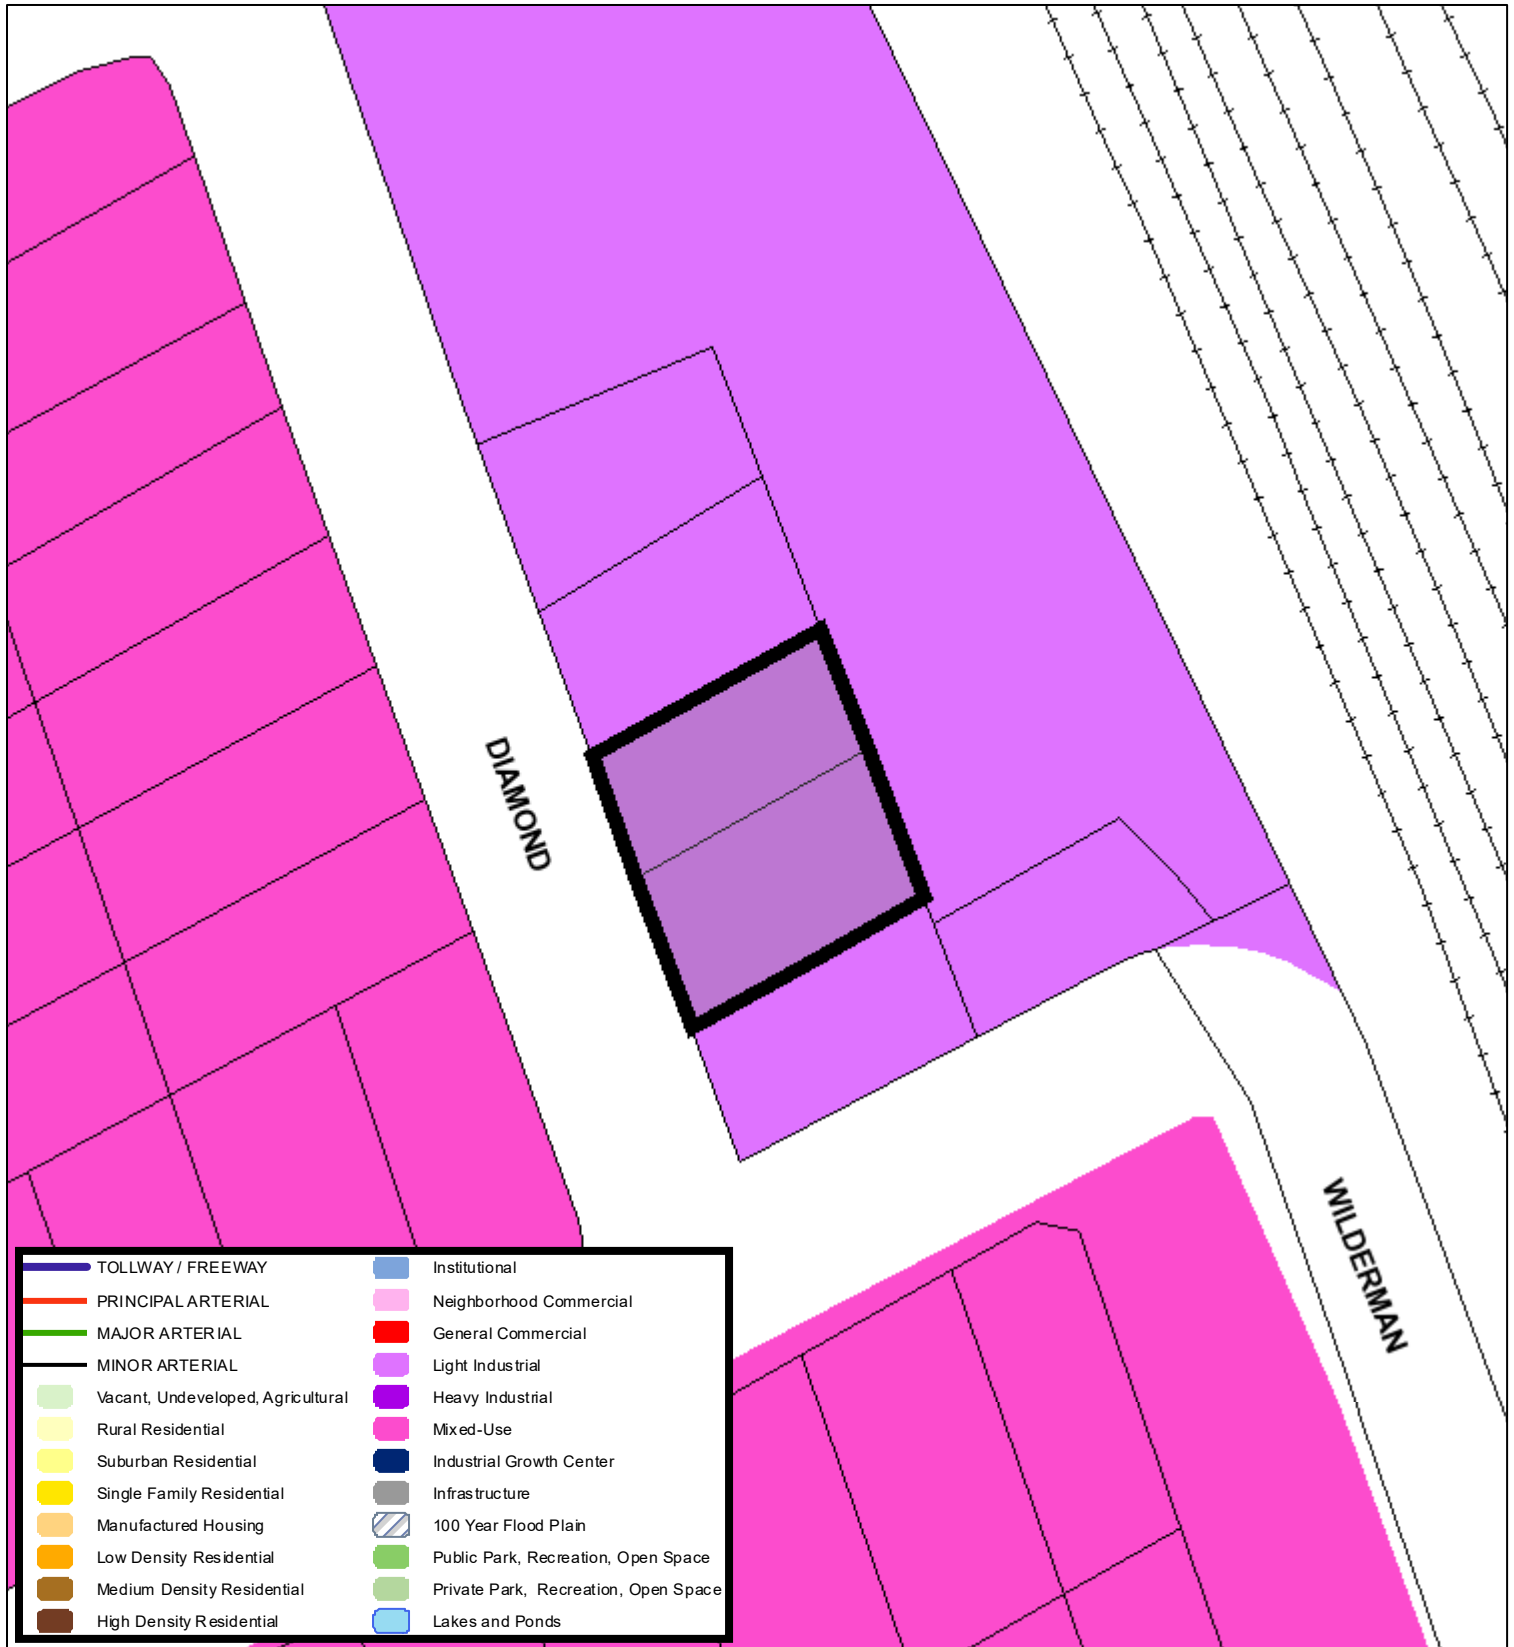 DIAMOND
WILDERMAN
TOLLWAY / FREEWAY
PRINCIPAL ARTERIAL
MAJOR ARTERIAL
MINOR ARTERIAL
Vacant, Undeveloped, Agricultural
Rural Residential
Suburban Residential
Single Family Residential
Manufactured Housing
Low Density Residential
Medium Density Residential
High Density Residential
Institutional
Neighborhood Commercial
General Commercial
Light Industrial
Heavy Industrial
Mixed-Use
Industrial Growth Center
Infrastructure
100 Year Flood Plain
Public Park, Recreation, Open Space
Private Park, Recreation, Open Space
Lakes and Ponds